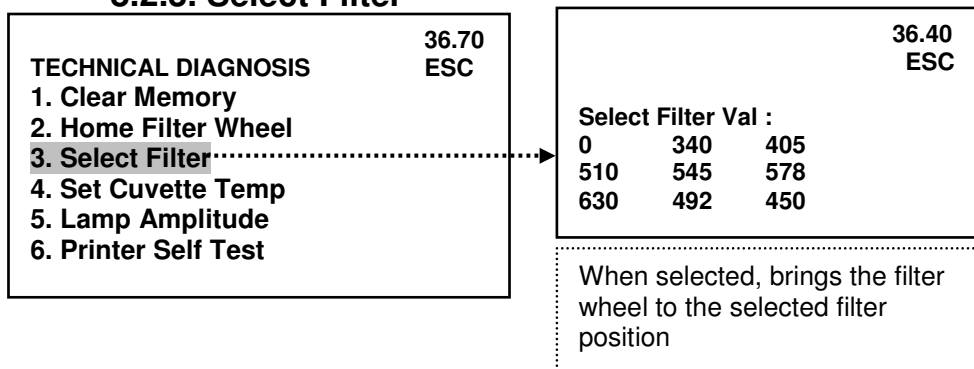 36.70
TECHNICAL DIAGNOSIS ESC
1. Clear Memory
2. Home Filter Wheel
3. Select Filter
4. Set Cuvette Temp
5. Lamp Amplitude
6. Printer Self Test
36.40
ESC
Select Filter Val :
0 340 405
510 545 578
630 492 450
When selected, brings the filter
wheel to the selected filter
position